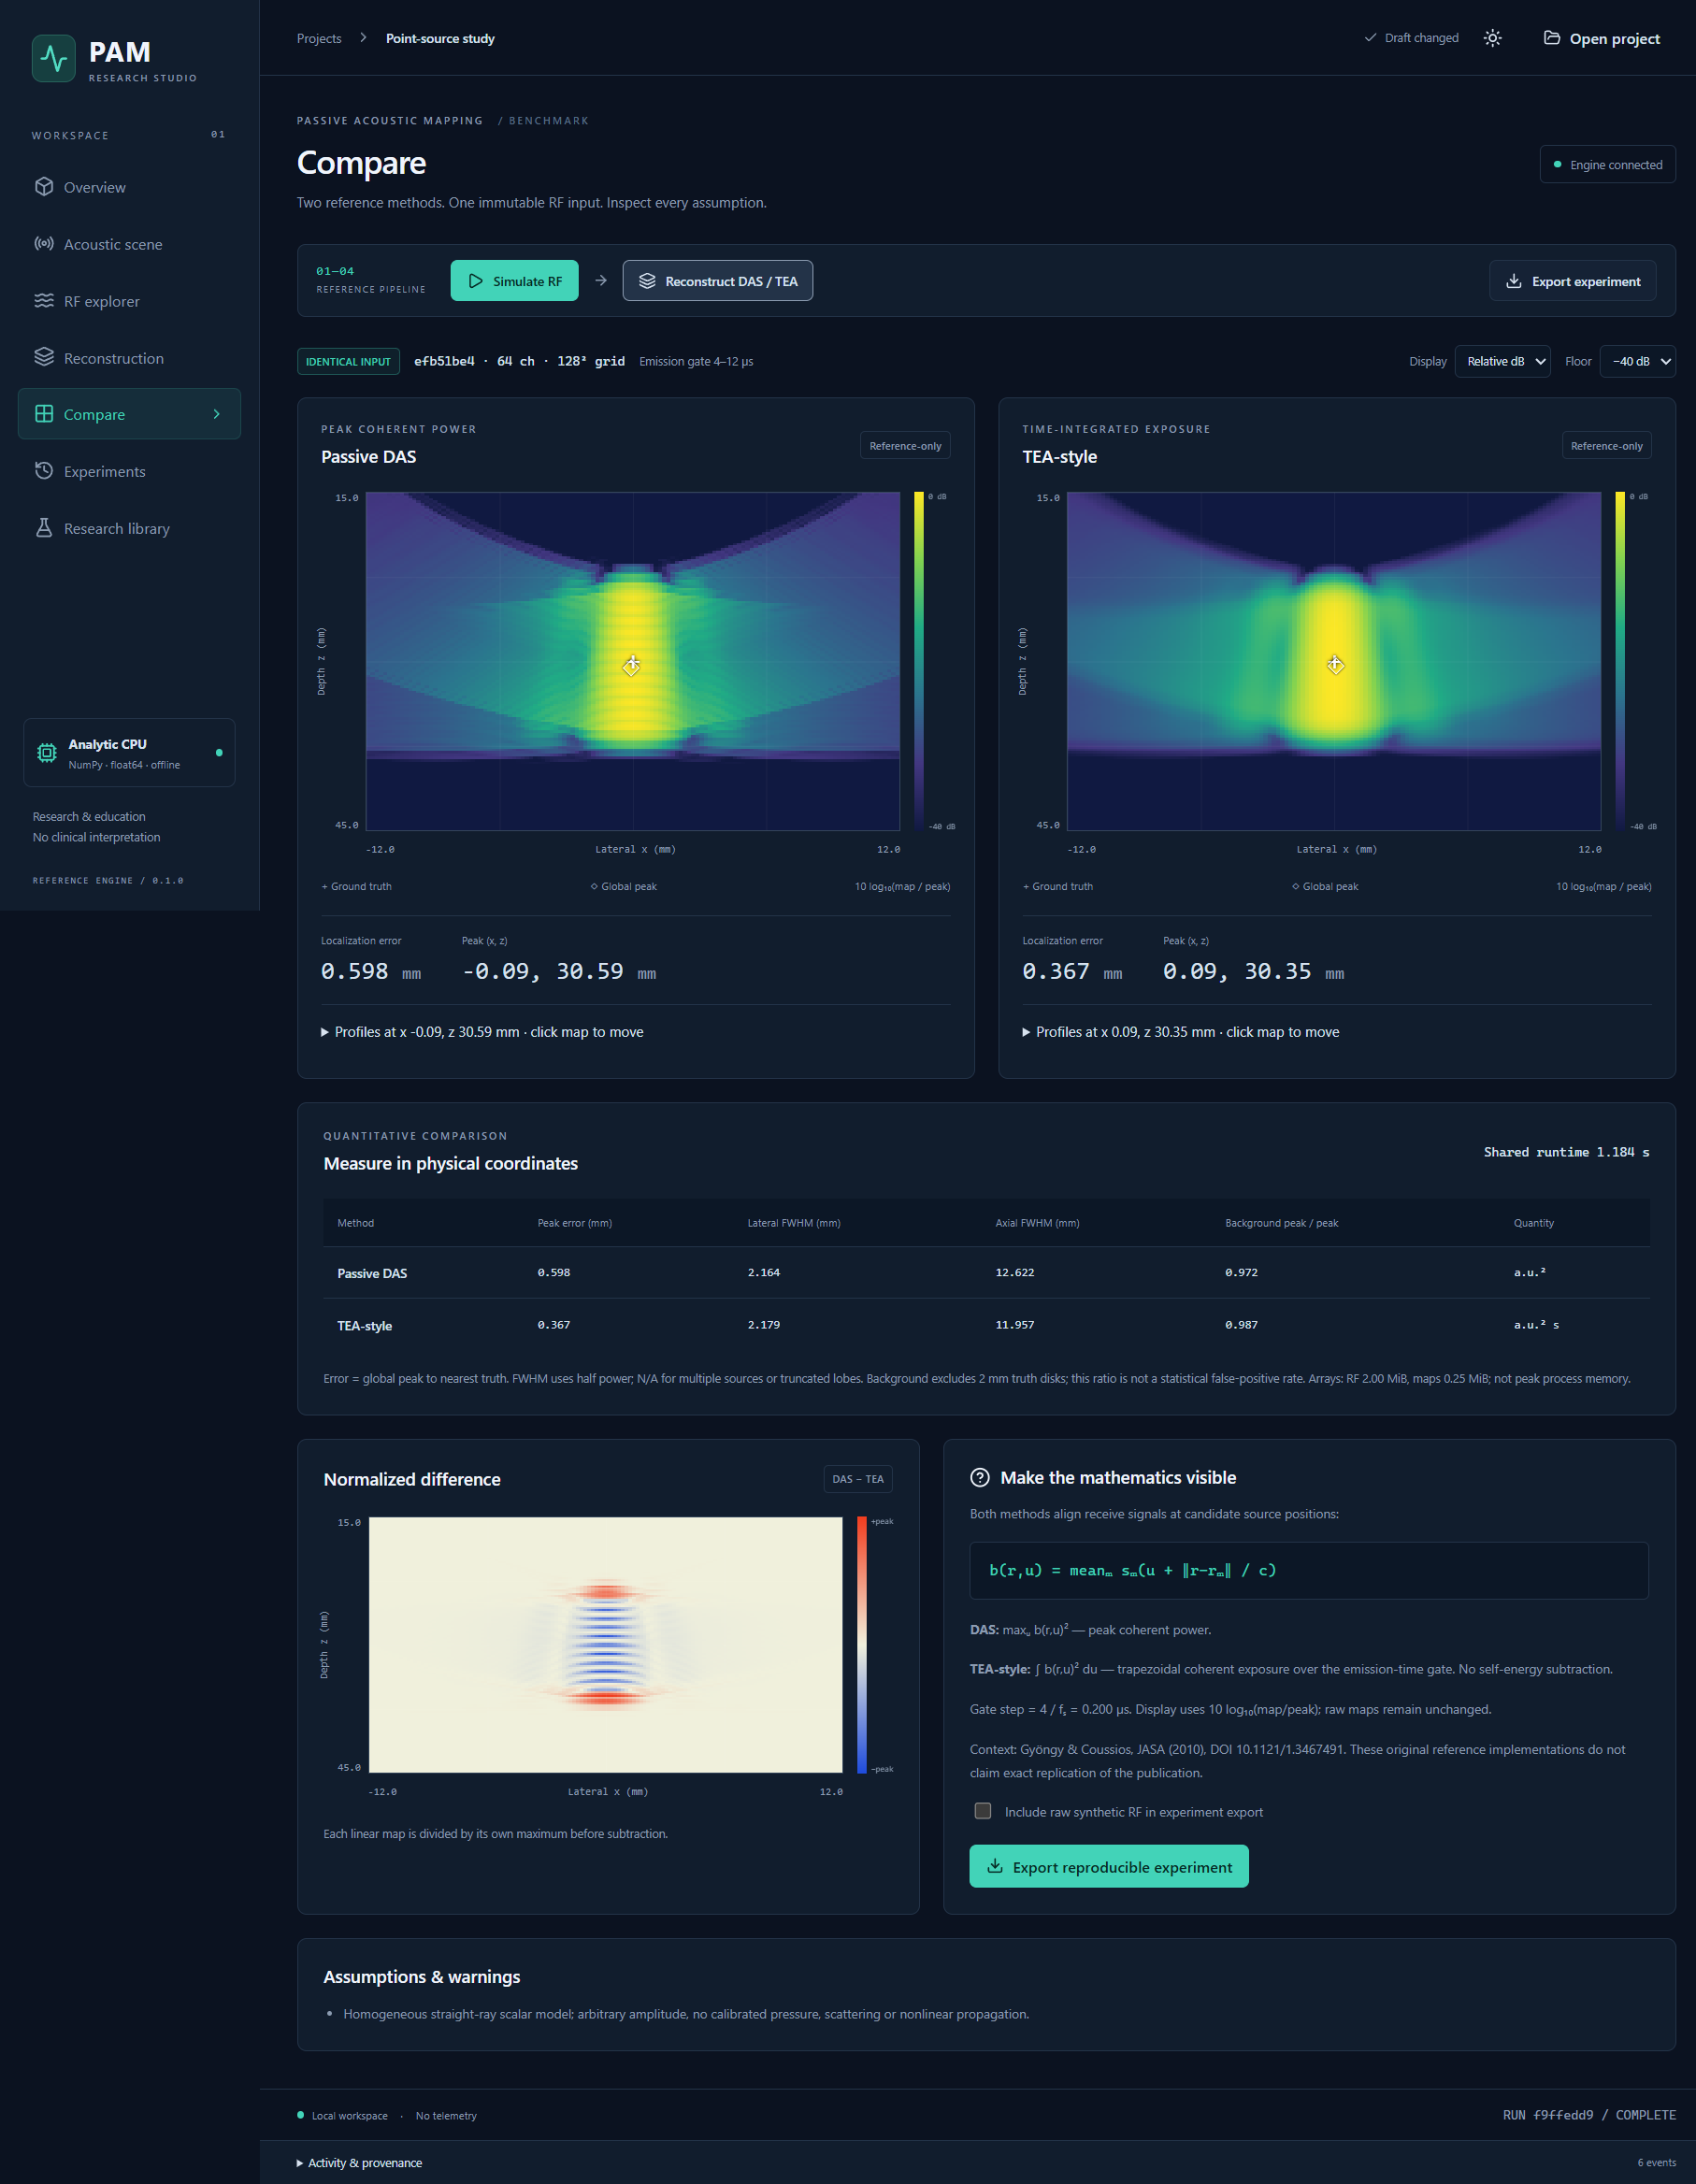 PAM
RESEARCH STUDIO
WORKSPACE 01
Overview
Acoustic scene
RF explorer
Reconstruction
Compare
Experiments
Research library
Analytic CPU
NumPy · float64 · offline
Research & education
No clinical interpretation
REFERENCE ENGINE / 0.1.0
Projects > Point-source study
Draft changed
Open project
PASSIVE ACOUSTIC MAPPING / BENCHMARK
Compare
Engine connected
Two reference methods. One immutable RF input. Inspect every assumption.
01—04
REFERENCE PIPELINE
Simulate RF
→
Reconstruct DAS / TEA
Export experiment
IDENTICAL INPUT efb51be4 · 64 ch · 128² grid Emission gate 4–12 µs
Display Relative dB Floor −40 dB
PEAK COHERENT POWER
Passive DAS
Reference-only
15.0
0 dB
Depth z (mm)
45.0
−40 dB
-12.0 Lateral x (mm) 12.0
+ Ground truth ◇ Global peak 10 log₁₀(map / peak)
Localization error Peak (x, z)
0.598 mm -0.09, 30.59 mm
▶ Profiles at x -0.09, z 30.59 mm · click map to move
TIME-INTEGRATED EXPOSURE
TEA-style
Reference-only
15.0
0 dB
Depth z (mm)
45.0
−40 dB
-12.0 Lateral x (mm) 12.0
+ Ground truth ◇ Global peak 10 log₁₀(map / peak)
Localization error Peak (x, z)
0.367 mm 0.09, 30.35 mm
▶ Profiles at x 0.09, z 30.35 mm · click map to move
QUANTITATIVE COMPARISON
Measure in physical coordinates
Shared runtime 1.184 s
Method Peak error (mm) Lateral FWHM (mm) Axial FWHM (mm) Background peak / peak Quantity
Passive DAS 0.598 2.164 12.622 0.972 a.u.²
TEA-style 0.367 2.179 11.957 0.987 a.u.² s
Error = global peak to nearest truth. FWHM uses half power; N/A for multiple sources or truncated lobes. Background excludes 2 mm truth disks; this ratio is not a statistical false-positive rate. Arrays: RF 2.00 MiB, maps 0.25 MiB; not peak process memory.
Normalized difference
DAS − TEA
15.0
+peak
Depth z (mm)
45.0
−peak
-12.0 Lateral x (mm) 12.0
Each linear map is divided by its own maximum before subtraction.
Make the mathematics visible
Both methods align receive signals at candidate source positions:
b(r,u) = meanₘ sₘ(u + ‖r−rₘ‖ / c)
DAS: maxᵤ b(r,u)² — peak coherent power.
TEA-style: ∫ b(r,u)² du — trapezoidal coherent exposure over the emission-time gate. No self-energy subtraction.
Gate step = 4 / fₛ = 0.200 µs. Display uses 10 log₁₀(map/peak); raw maps remain unchanged.
Context: Gyöngy & Coussios, JASA (2010), DOI 10.1121/1.3467491. These original reference implementations do not
claim exact replication of the publication.
Include raw synthetic RF in experiment export
Export reproducible experiment
Assumptions & warnings
• Homogeneous straight-ray scalar model; arbitrary amplitude, no calibrated pressure, scattering or nonlinear propagation.
Local workspace · No telemetry
RUN f9ffedd9 / COMPLETE
▶ Activity & provenance
6 events